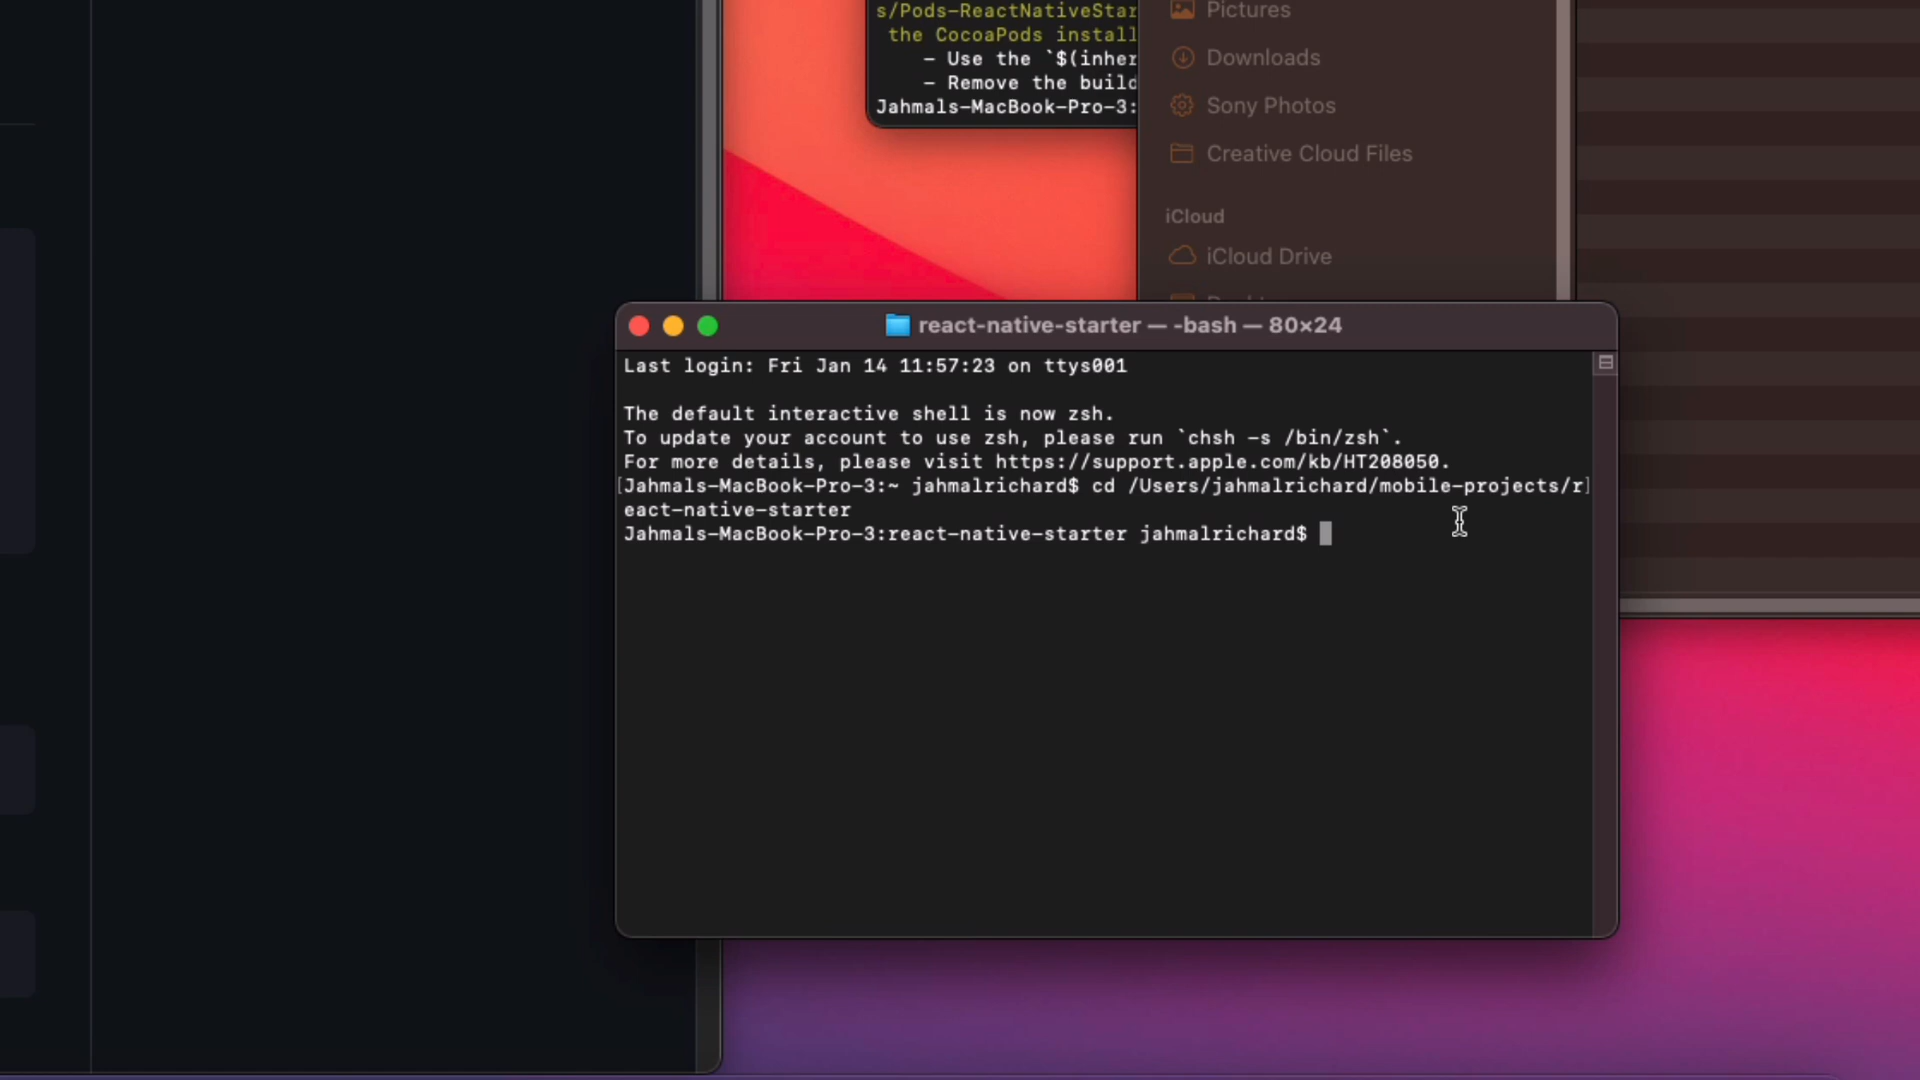 s/Pods-ReactNativeStar
the CocoaPods install
- Use the `$(inher
- Remove the build
Jahmals-MacBook-Pro-3:
Pictures
Downloads
Sony Photos
Creative Cloud Files
iCloud
iCloud Drive
react-native-starter — -bash — 80×24
Last login: Fri Jan 14 11:57:23 on ttys001
The default interactive shell is now zsh.
To update your account to use zsh, please run `chsh -s /bin/zsh`.
For more details, please visit https://support.apple.com/kb/HT208050.
[Jahmals-MacBook-Pro-3:~ jahmalrichard$ cd /Users/jahmalrichard/mobile-projects/r]
eact-native-starter
Jahmals-MacBook-Pro-3:react-native-starter jahmalrichard$